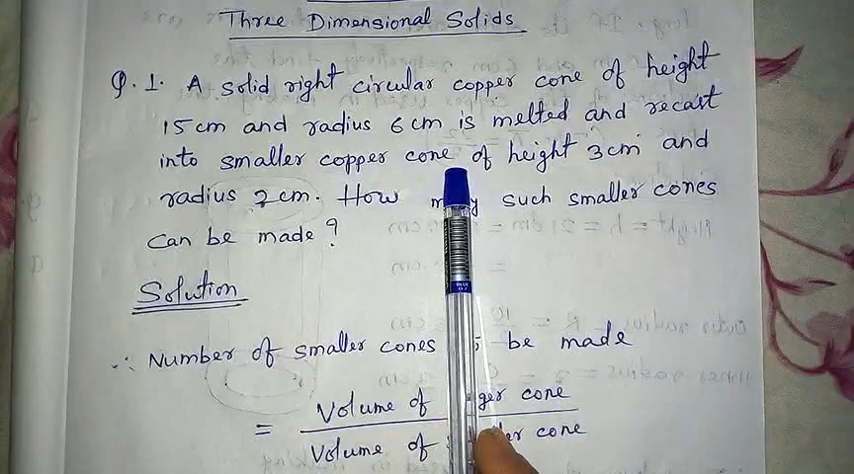 Three Dimensional Solids
Q.1. A solid right circular copper cone of height
15 cm and radius 6 cm is melted and recast
into smaller copper cone of height 3 cm and
radius 2 cm. How such smaller cones
can be made?
Solution
∴ Number of smaller cones be made
= Volume of cone
Volume of cone